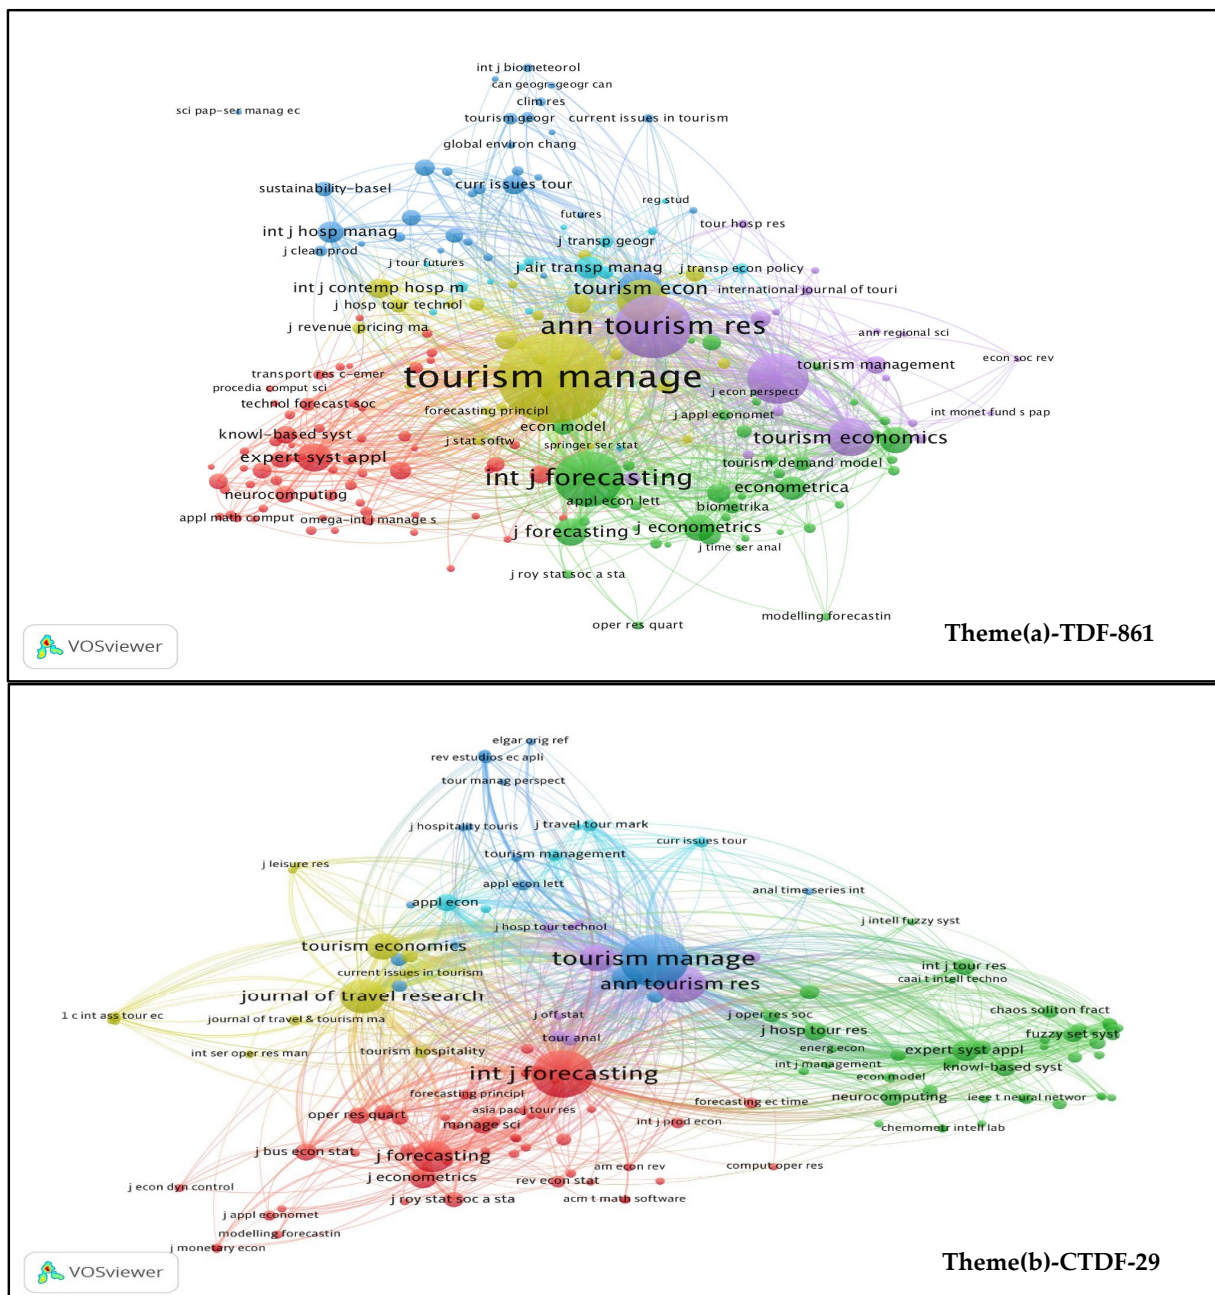 int j biometeorol
can geogr-geogr can
clim res
sci pap-ser manag ec
tourism geogr
current issues in tourism
global environ chang
sustainability-basel
curr issues tour
reg stud
futures
tour hosp res
int j hosp manag
j transp geogr
j clean prod
j tour futures
j air transp manag
j transp econ policy
int j contemp hosp m
tourism econ
international journal of touri
j hosp tour technol
j revenue pricing ma
ann tourism res
ann regional sci
econ soc rev
tourism management
transport res c-emer
tourism manage
procedia comput sci
j econ perspect
technol forecast soc
forecasting principl
j appl economet
int monet fund s pap
econ model
knowl-based syst
j stat softw
springer ser stat
tourism economics
expert syst appl
tourism demand model
int j forecasting
neurocomputing
appl econ lett
econometrica
biometrika
appl math comput
omega-int j manage s
j forecasting
j econometrics
j time ser anal
j roy stat soc a sta
oper res quart
modelling forecastin
Theme(a)-TDF-861
VOSviewer
elgar orig ref
rev estudios ec apli
tour manag perspect
j hospitality touris
j travel tour mark
curr issues tour
tourism management
j leisure res
appl econ lett
anal time series int
appl econ
j hosp tour technol
j intell fuzzy syst
tourism economics
tourism manage
int j tour res
current issues in tourism
caai t intell techno
ann tourism res
journal of travel research
chaos soliton fract
1 c int ass tour ec
journal of travel & tourism ma
j off stat
j oper res soc
j hosp tour res
fuzzy set syst
tour anal
int ser oper res man
tourism hospitality
energ econ
expert syst appl
int j management
knowl-based syst
int j forecasting
econ model
forecasting principl
neurocomputing
ieee t neural networ
forecasting ec time
oper res quart
asia pac j tour res
manage sci
int j prod econ
chemometr intell lab
j bus econ stat
j forecasting
am econ rev
comput oper res
j econometrics
rev econ stat
j econ dyn control
j roy stat soc a sta
acm t math software
j appl economet
modelling forecastin
j monetary econ
Theme(b)-CTDF-29
VOSviewer